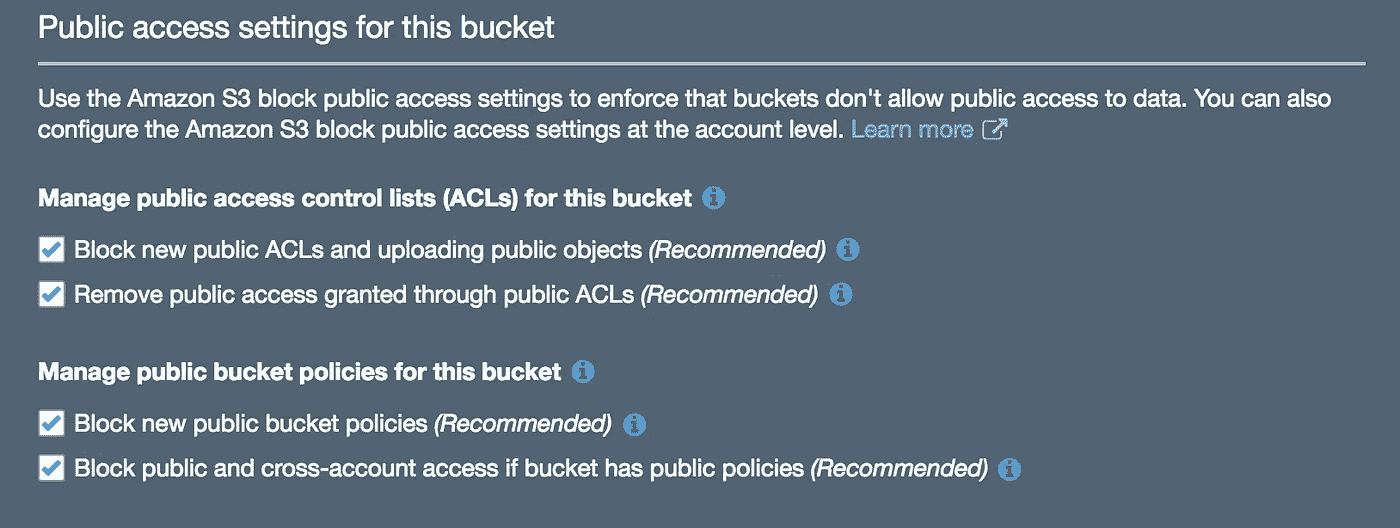 Public access settings for this bucket
Use the Amazon S3 block public access settings to enforce that buckets don't allow public access to data. You can also
configure the Amazon S3 block public access settings at the account level. Learn more
Manage public access control lists (ACLs) for this bucket
Block new public ACLs and uploading public objects (Recommended)
Remove public access granted through public ACLs (Recommended)
Manage public bucket policies for this bucket
Block new public bucket policies (Recommended)
Block public and cross-account access if bucket has public policies (Recommended)